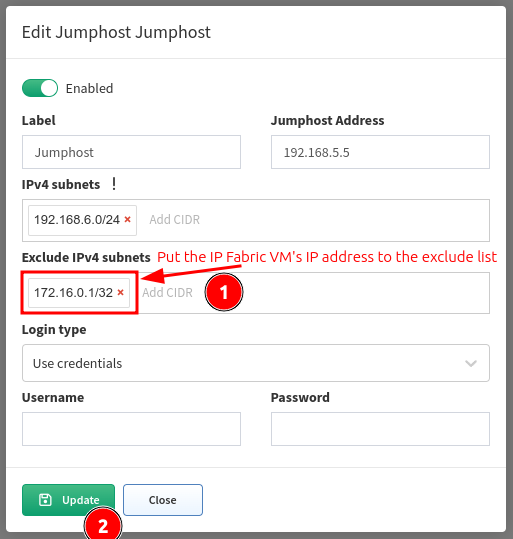 Edit Jumphost Jumphost
Enabled
Label
Jumphost Address
Jumphost
192.168.5.5
IPv4 subnets !
192.168.6.0/24 × Add CIDR
Exclude IPv4 subnets Put the IP Fabric VM's IP address to the exclude list
172.16.0.1/32 × Add CIDR 1
Login type
Use credentials
Username
Password
Update
Close
2